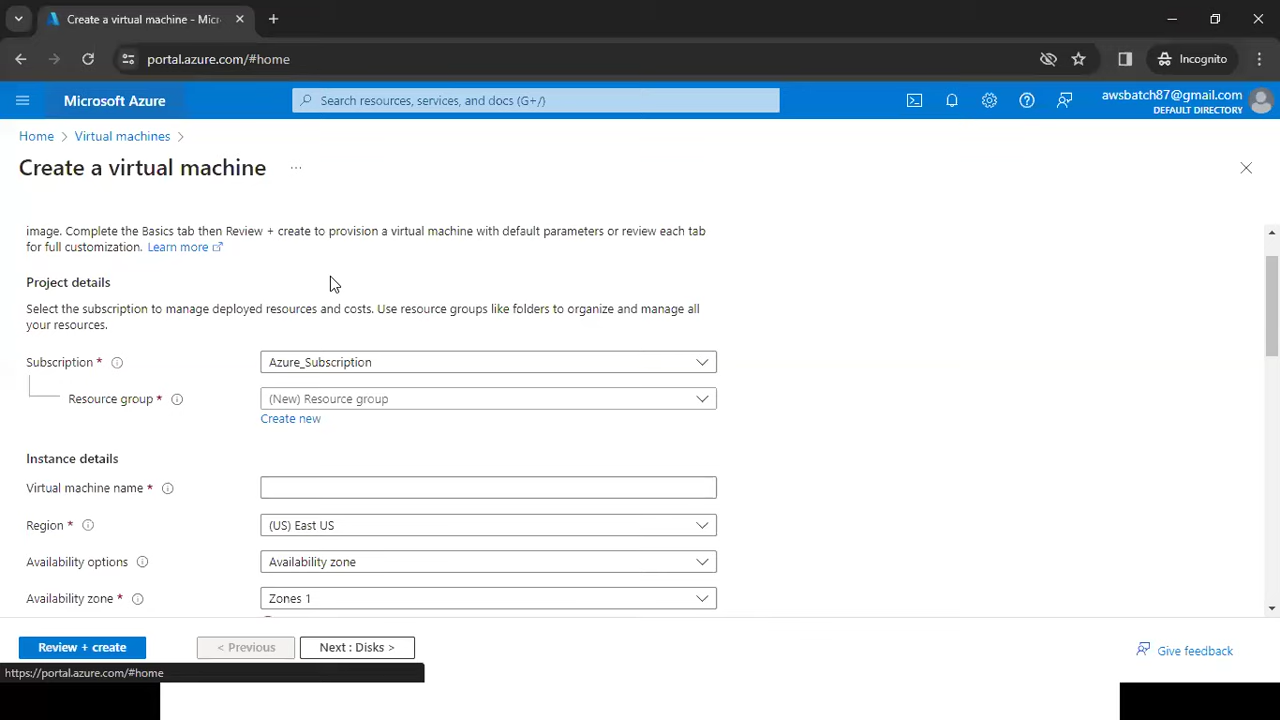 Create a virtual machine - Micr
portal.azure.com/#home
Incognito
Microsoft Azure
Search resources, services, and docs (G+/)
awsbatch87@gmail.com
DEFAULT DIRECTORY
Home > Virtual machines >
Create a virtual machine ...
image. Complete the Basics tab then Review + create to provision a virtual machine with default parameters or review each tab
for full customization. Learn more
Project details
Select the subscription to manage deployed resources and costs. Use resource groups like folders to organize and manage all
your resources.
Subscription *
Azure_Subscription
Resource group *
(New) Resource group
Create new
Instance details
Virtual machine name *
Region *
(US) East US
Availability options
Availability zone
Availability zone *
Zones 1
Review + create
< Previous
Next : Disks >
Give feedback
https://portal.azure.com/#home